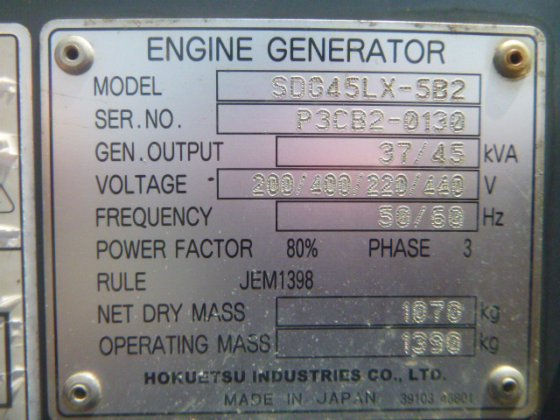 ENGINE GENERATOR
MODEL SDG45LX-5B2
SER.NO. P3CB2-0130
GEN.OUTPUT 37/45 kVA
VOLTAGE 200/400/220/440 V
FREQUENCY 50/60 Hz
POWER FACTOR 80% PHASE 3
RULE JEM1398
NET DRY MASS 1070 kg
OPERATING MASS 1390 kg
HOKUETSU INDUSTRIES CO., LTD.
MADE IN JAPAN 39103 45801